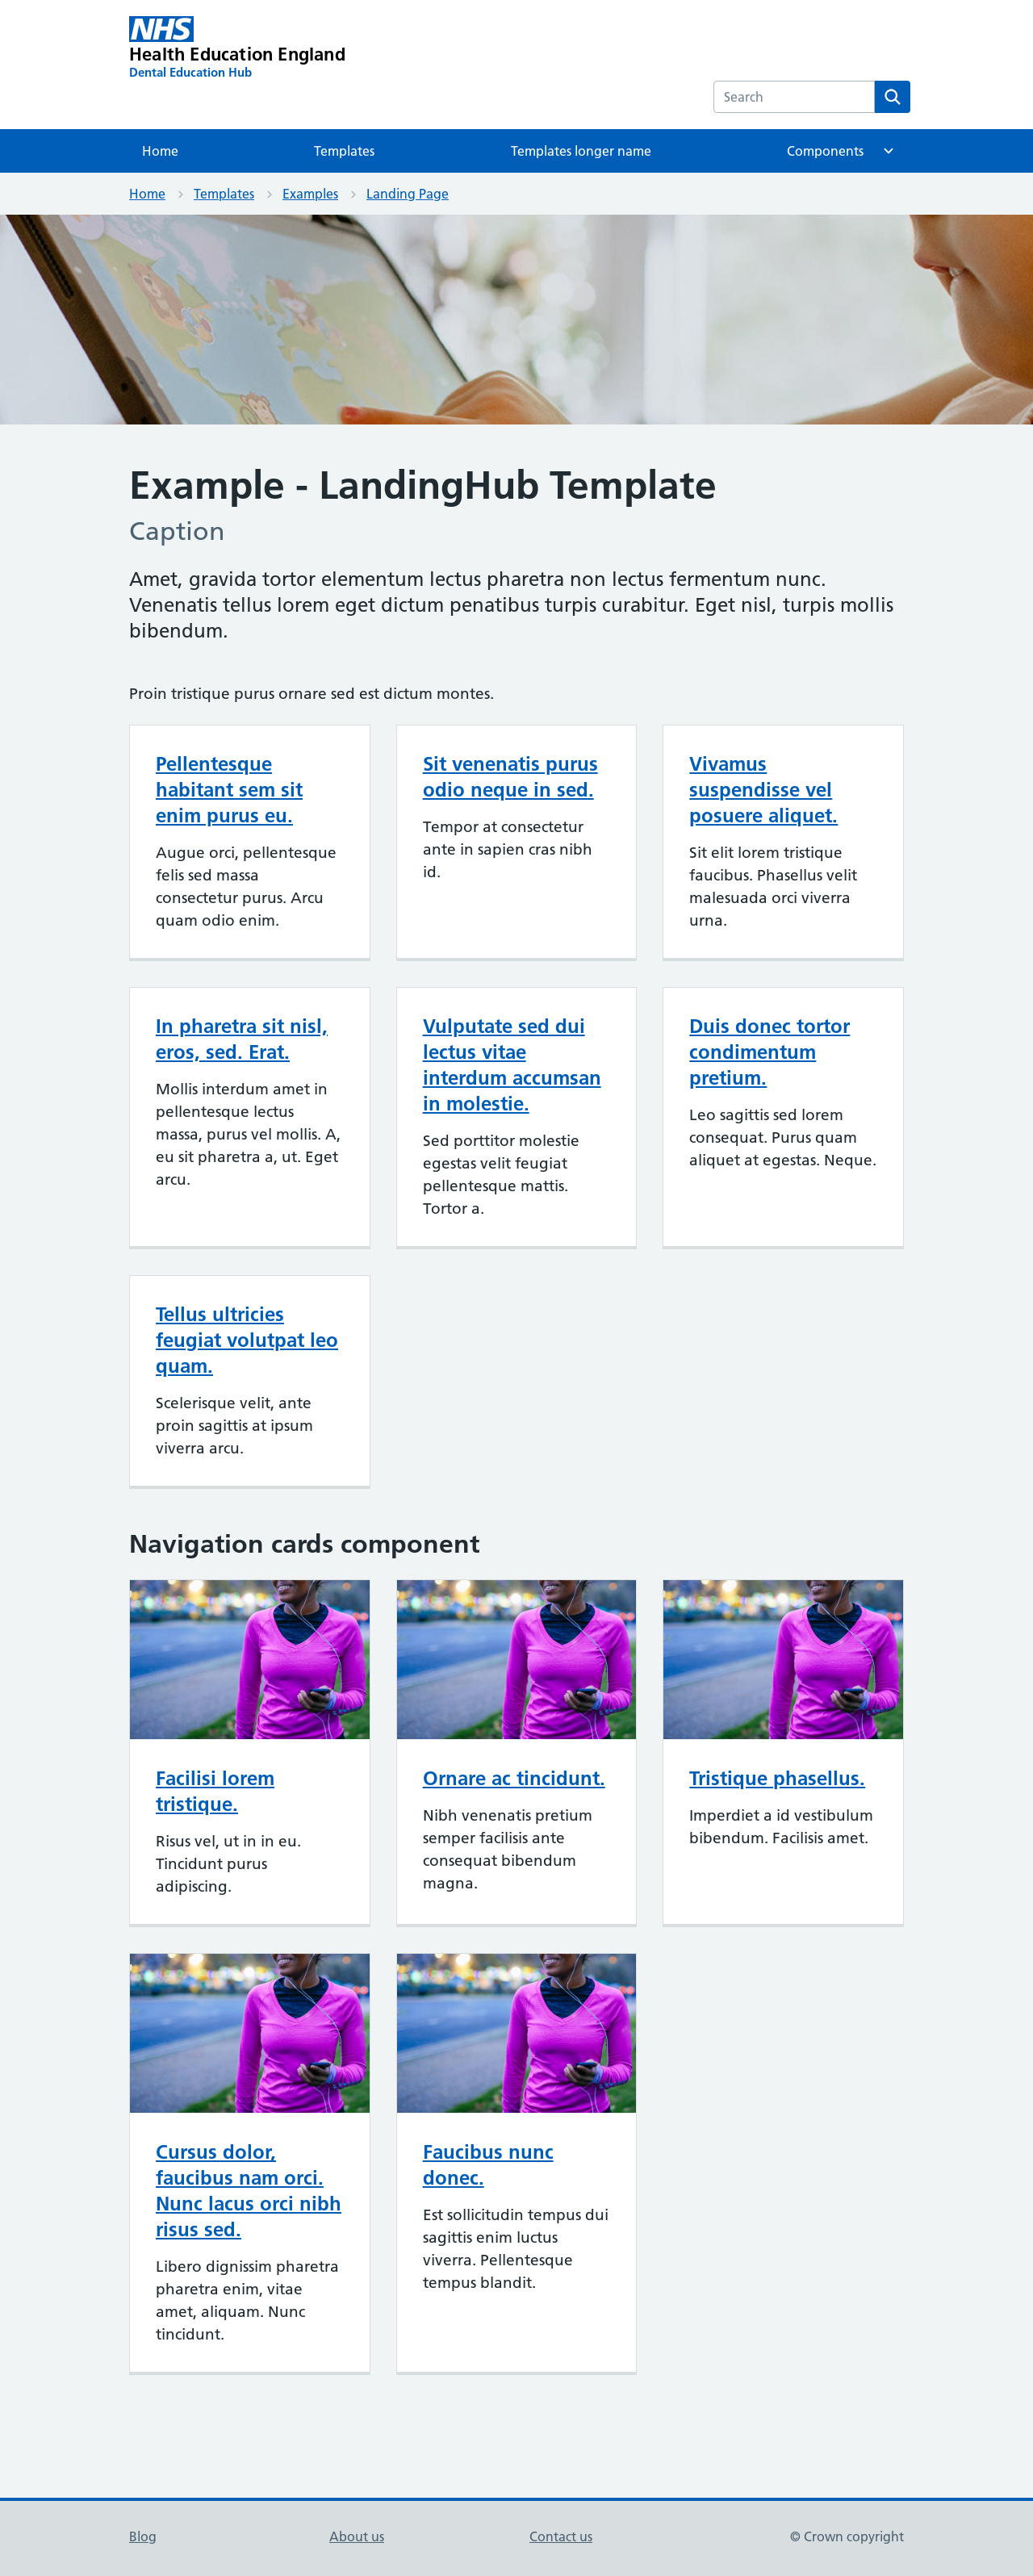 NHS
Health Education England
Dental Education Hub
Search
Home
Templates
Templates longer name
Components
Home
Templates
Examples
Landing Page
Example - LandingHub Template
Caption
Amet, gravida tortor elementum lectus pharetra non lectus fermentum nunc.
Venenatis tellus lorem eget dictum penatibus turpis curabitur. Eget nisl, turpis mollis
bibendum.
Proin tristique purus ornare sed est dictum montes.
Pellentesque
habitant sem sit
enim purus eu.
Augue orci, pellentesque
felis sed massa
consectetur purus. Arcu
quam odio enim.
Sit venenatis purus
odio neque in sed.
Tempor at consectetur
ante in sapien cras nibh
id.
Vivamus
suspendisse vel
posuere aliquet.
Sit elit lorem tristique
faucibus. Phasellus velit
malesuada orci viverra
urna.
In pharetra sit nisl,
eros, sed. Erat.
Mollis interdum amet in
pellentesque lectus
massa, purus vel mollis. A,
eu sit pharetra a, ut. Eget
arcu.
Vulputate sed dui
lectus vitae
interdum accumsan
in molestie.
Sed porttitor molestie
egestas velit feugiat
pellentesque mattis.
Tortor a.
Duis donec tortor
condimentum
pretium.
Leo sagittis sed lorem
consequat. Purus quam
aliquet at egestas. Neque.
Tellus ultricies
feugiat volutpat leo
quam.
Scelerisque velit, ante
proin sagittis at ipsum
viverra arcu.
Navigation cards component
Facilisi lorem
tristique.
Risus vel, ut in in eu.
Tincidunt purus
adipiscing.
Ornare ac tincidunt.
Nibh venenatis pretium
semper facilisis ante
consequat bibendum
magna.
Tristique phasellus.
Imperdiet a id vestibulum
bibendum. Facilisis amet.
Cursus dolor,
faucibus nam orci.
Nunc lacus orci nibh
risus sed.
Libero dignissim pharetra
pharetra enim, vitae
amet, aliquam. Nunc
tincidunt.
Faucibus nunc
donec.
Est sollicitudin tempus dui
sagittis enim luctus
viverra. Pellentesque
tempus blandit.
Blog
About us
Contact us
© Crown copyright